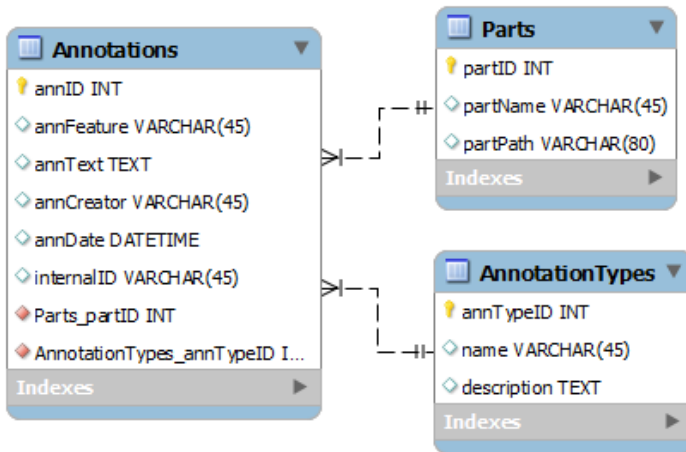 Annotations
annID INT
annFeature VARCHAR(45)
annText TEXT
annCreator VARCHAR(45)
annDate DATETIME
internalID VARCHAR(45)
Parts_partID INT
AnnotationTypes_annTypeID I...
Indexes
Parts
partID INT
partName VARCHAR(45)
partPath VARCHAR(80)
Indexes
AnnotationTypes
annTypeID INT
name VARCHAR(45)
description TEXT
Indexes